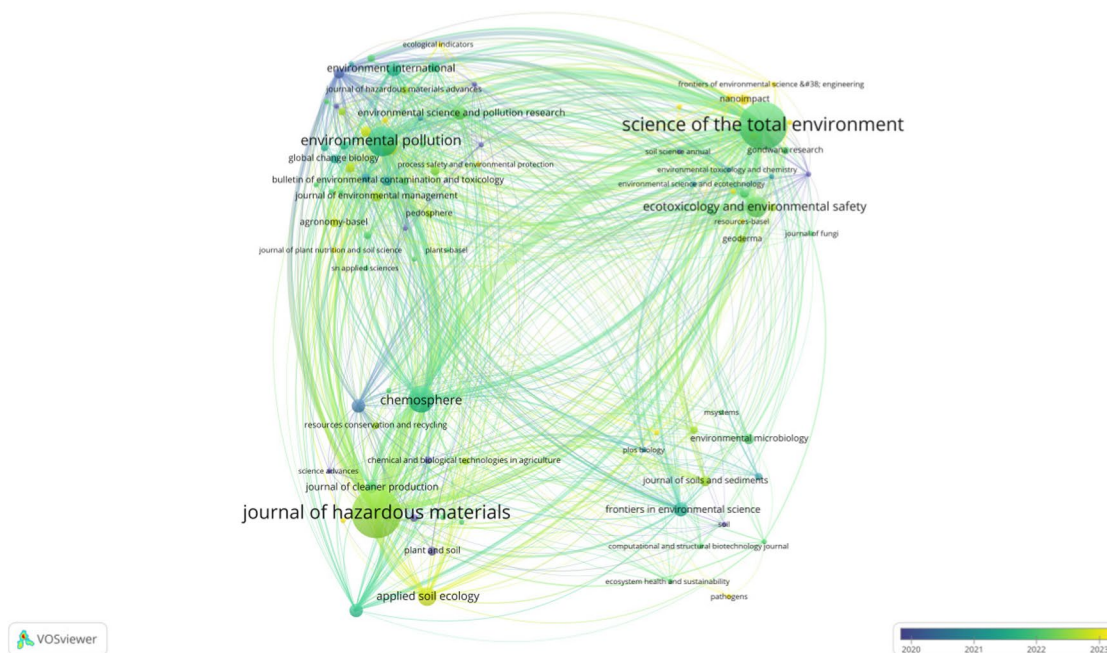 ecological indicators
environment international
journal of hazardous materials advances
environmental science and pollution research
environmental pollution
global change biology
process safety and environmental protection
bulletin of environmental contamination and toxicology
journal of environmental management
pedosphere
agronomy-basel
journal of plant nutrition and soil science
plants-basel
sn applied sciences
frontiers of environmental science &#38; engineering
nanoimpact
science of the total environment
soil science annual
gondwana research
environmental toxicology and chemistry
environmental science and ecotechnology
ecotoxicology and environmental safety
resources-basel
journal of fungi
geoderma
chemosphere
resources conservation and recycling
chemical and biological technologies in agriculture
science advances
journal of cleaner production
journal of hazardous materials
plant and soil
applied soil ecology
msystems
environmental microbiology
plos biology
journal of soils and sediments
frontiers in environmental science
soil
computational and structural biotechnology journal
ecosystem health and sustainability
pathogens
VOSviewer
2020 2021 2022 2023